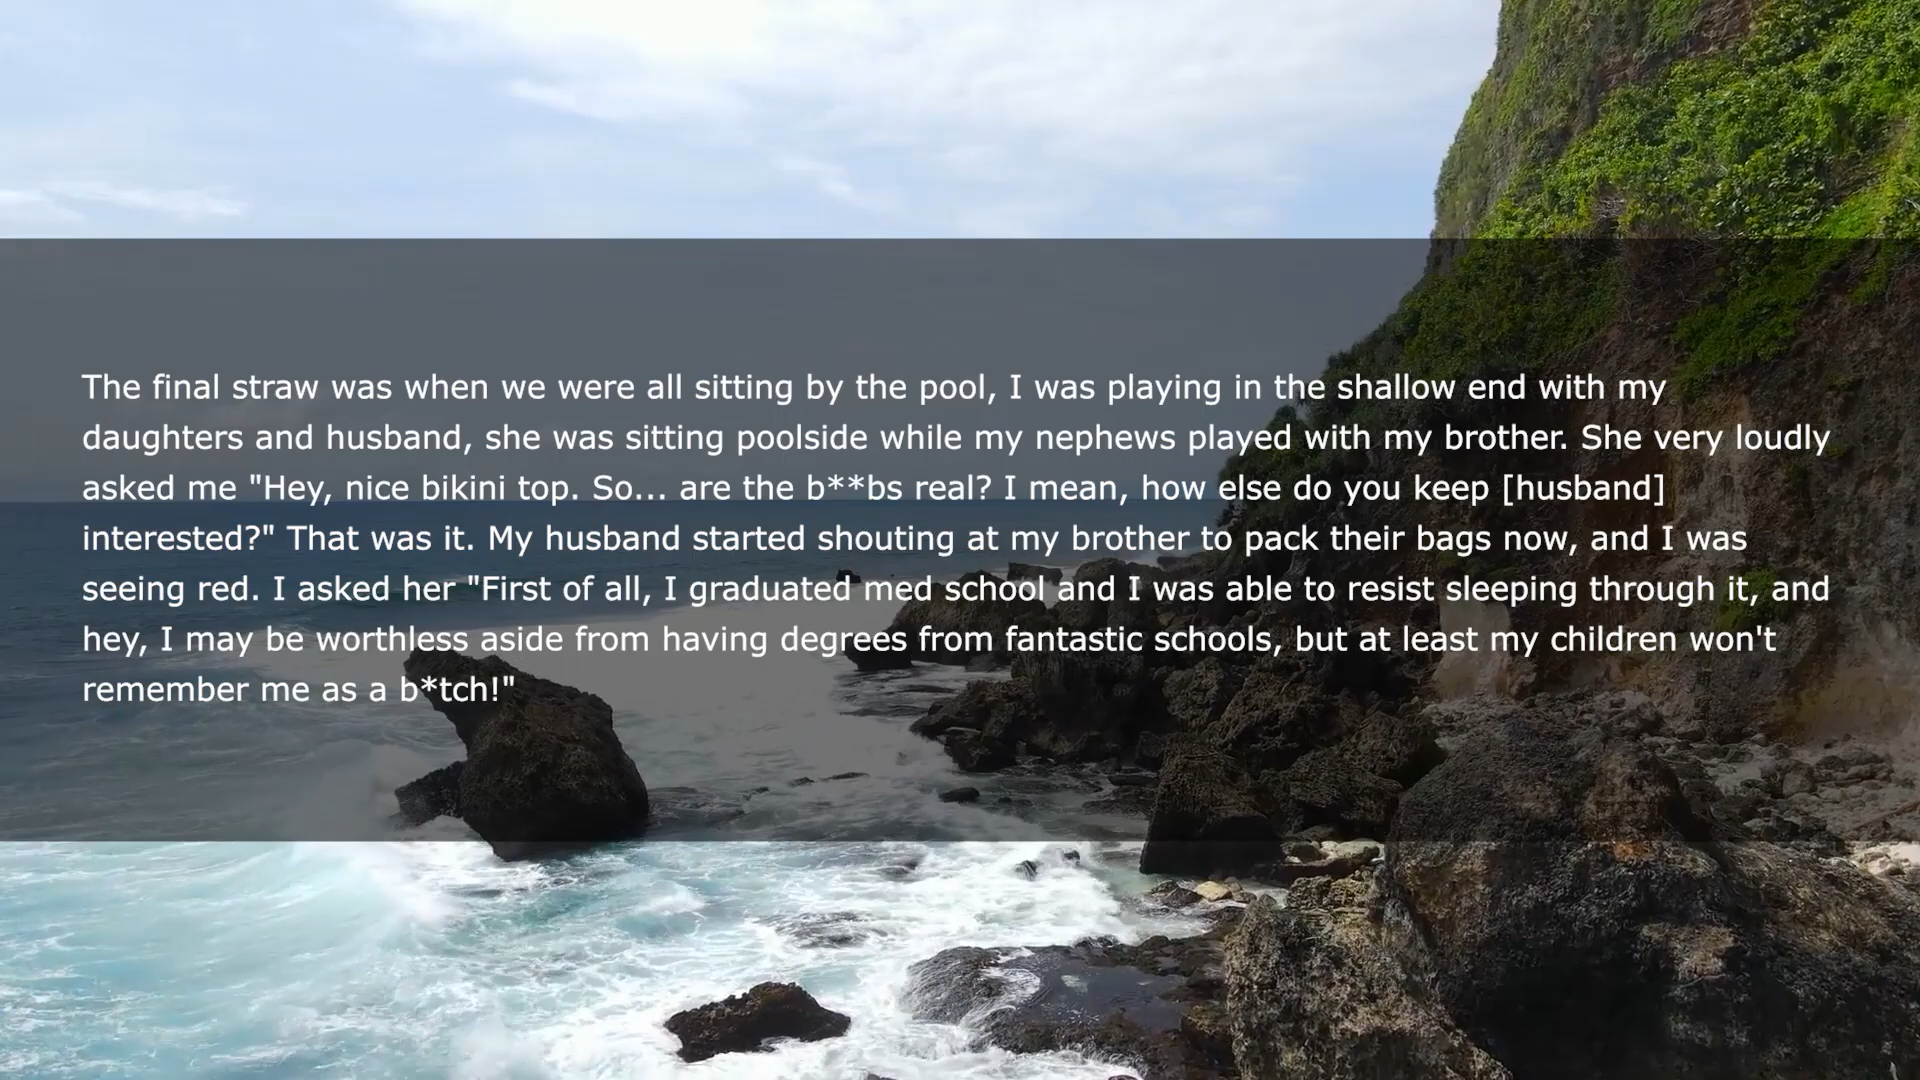 The final straw was when we were all sitting by the pool, I was playing in the shallow end with my
daughters and husband, she was sitting poolside while my nephews played with my brother. She very loudly
asked me "Hey, nice bikini top. So... are the b**bs real? I mean, how else do you keep [husband]
interested?" That was it. My husband started shouting at my brother to pack their bags now, and I was
seeing red. I asked her "First of all, I graduated med school and I was able to resist sleeping through it, and
hey, I may be worthless aside from having degrees from fantastic schools, but at least my children won't
remember me as a b*tch!"